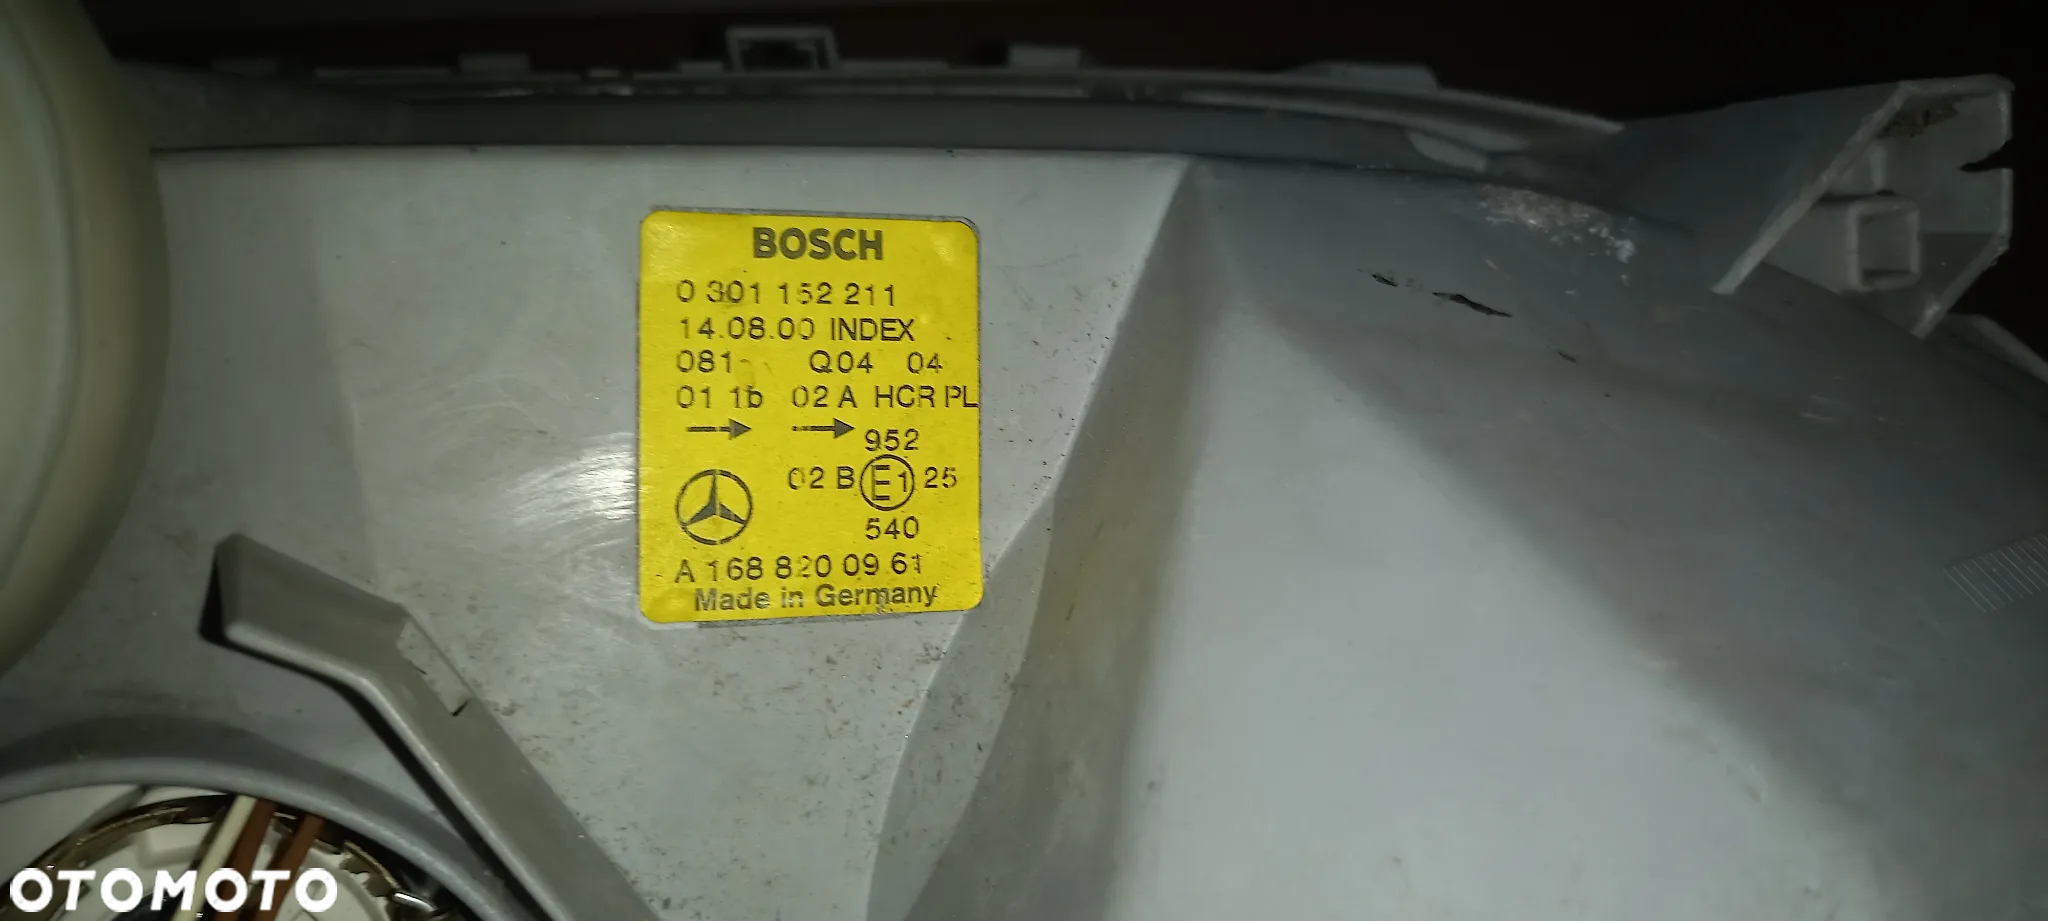 BOSCH
0 301 152 211
14.08.00 INDEX
081 Q04 04
01 1b 02 A HCR PL
952
02 B E1 25
540
A 168 820 09 61
Made in Germany
OTOMOTO